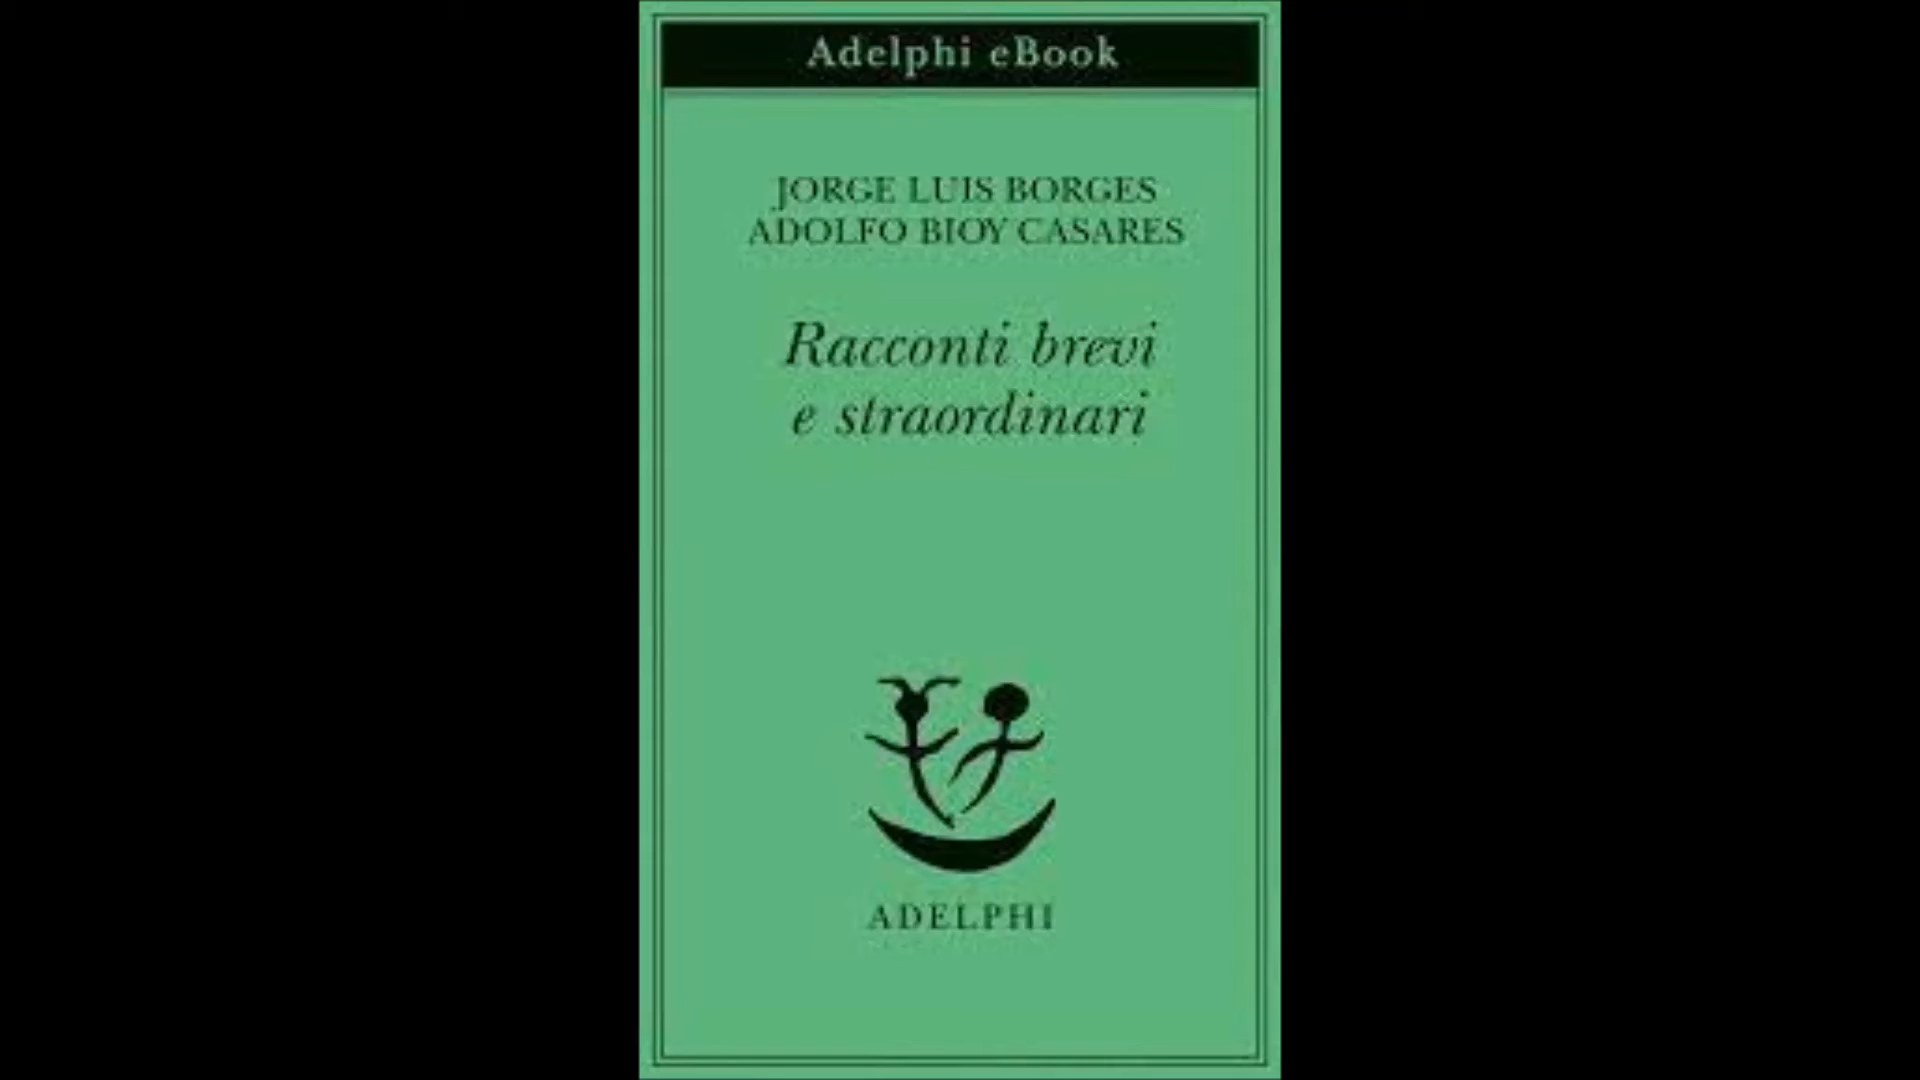 Adelphi eBook
JORGE LUIS BORGES
ADOLFO BIOY CASARES
Racconti brevi
e straordinari
ADELPHI